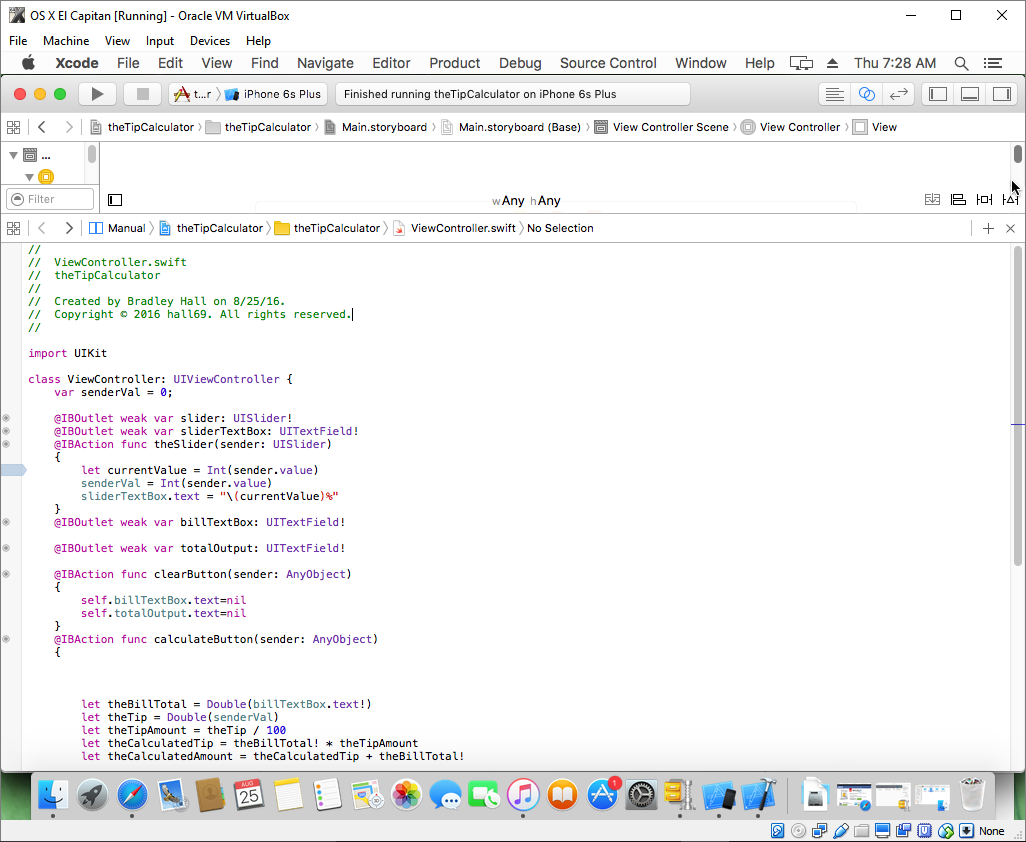 OS X El Capitan [Running] - Oracle VM VirtualBox
File Machine View Input Devices Help
Xcode File Edit View Find Navigate Editor Product Debug Source Control Window Help Thu 7:28 AM
t...r iPhone 6s Plus Finished running theTipCalculator on iPhone 6s Plus
theTipCalculator theTipCalculator Main.storyboard Main.storyboard (Base) View Controller Scene View Controller View
...
Filter wAny hAny
Manual theTipCalculator theTipCalculator ViewController.swift No Selection
//
// ViewController.swift
// theTipCalculator
//
// Created by Bradley Hall on 8/25/16.
// Copyright © 2016 hall69. All rights reserved.
//
import UIKit
class ViewController: UIViewController {
var senderVal = 0;
@IBOutlet weak var slider: UISlider!
@IBOutlet weak var sliderTextBox: UITextField!
@IBAction func theSlider(sender: UISlider)
{
let currentValue = Int(sender.value)
senderVal = Int(sender.value)
sliderTextBox.text = "\(currentValue)%"
}
@IBOutlet weak var billTextBox: UITextField!
@IBOutlet weak var totalOutput: UITextField!
@IBAction func clearButton(sender: AnyObject)
{
self.billTextBox.text=nil
self.totalOutput.text=nil
}
@IBAction func calculateButton(sender: AnyObject)
{
let theBillTotal = Double(billTextBox.text!)
let theTip = Double(senderVal)
let theTipAmount = theTip / 100
let theCalculatedTip = theBillTotal! * theTipAmount
let theCalculatedAmount = theCalculatedTip + theBillTotal!
AUG
25
1
None